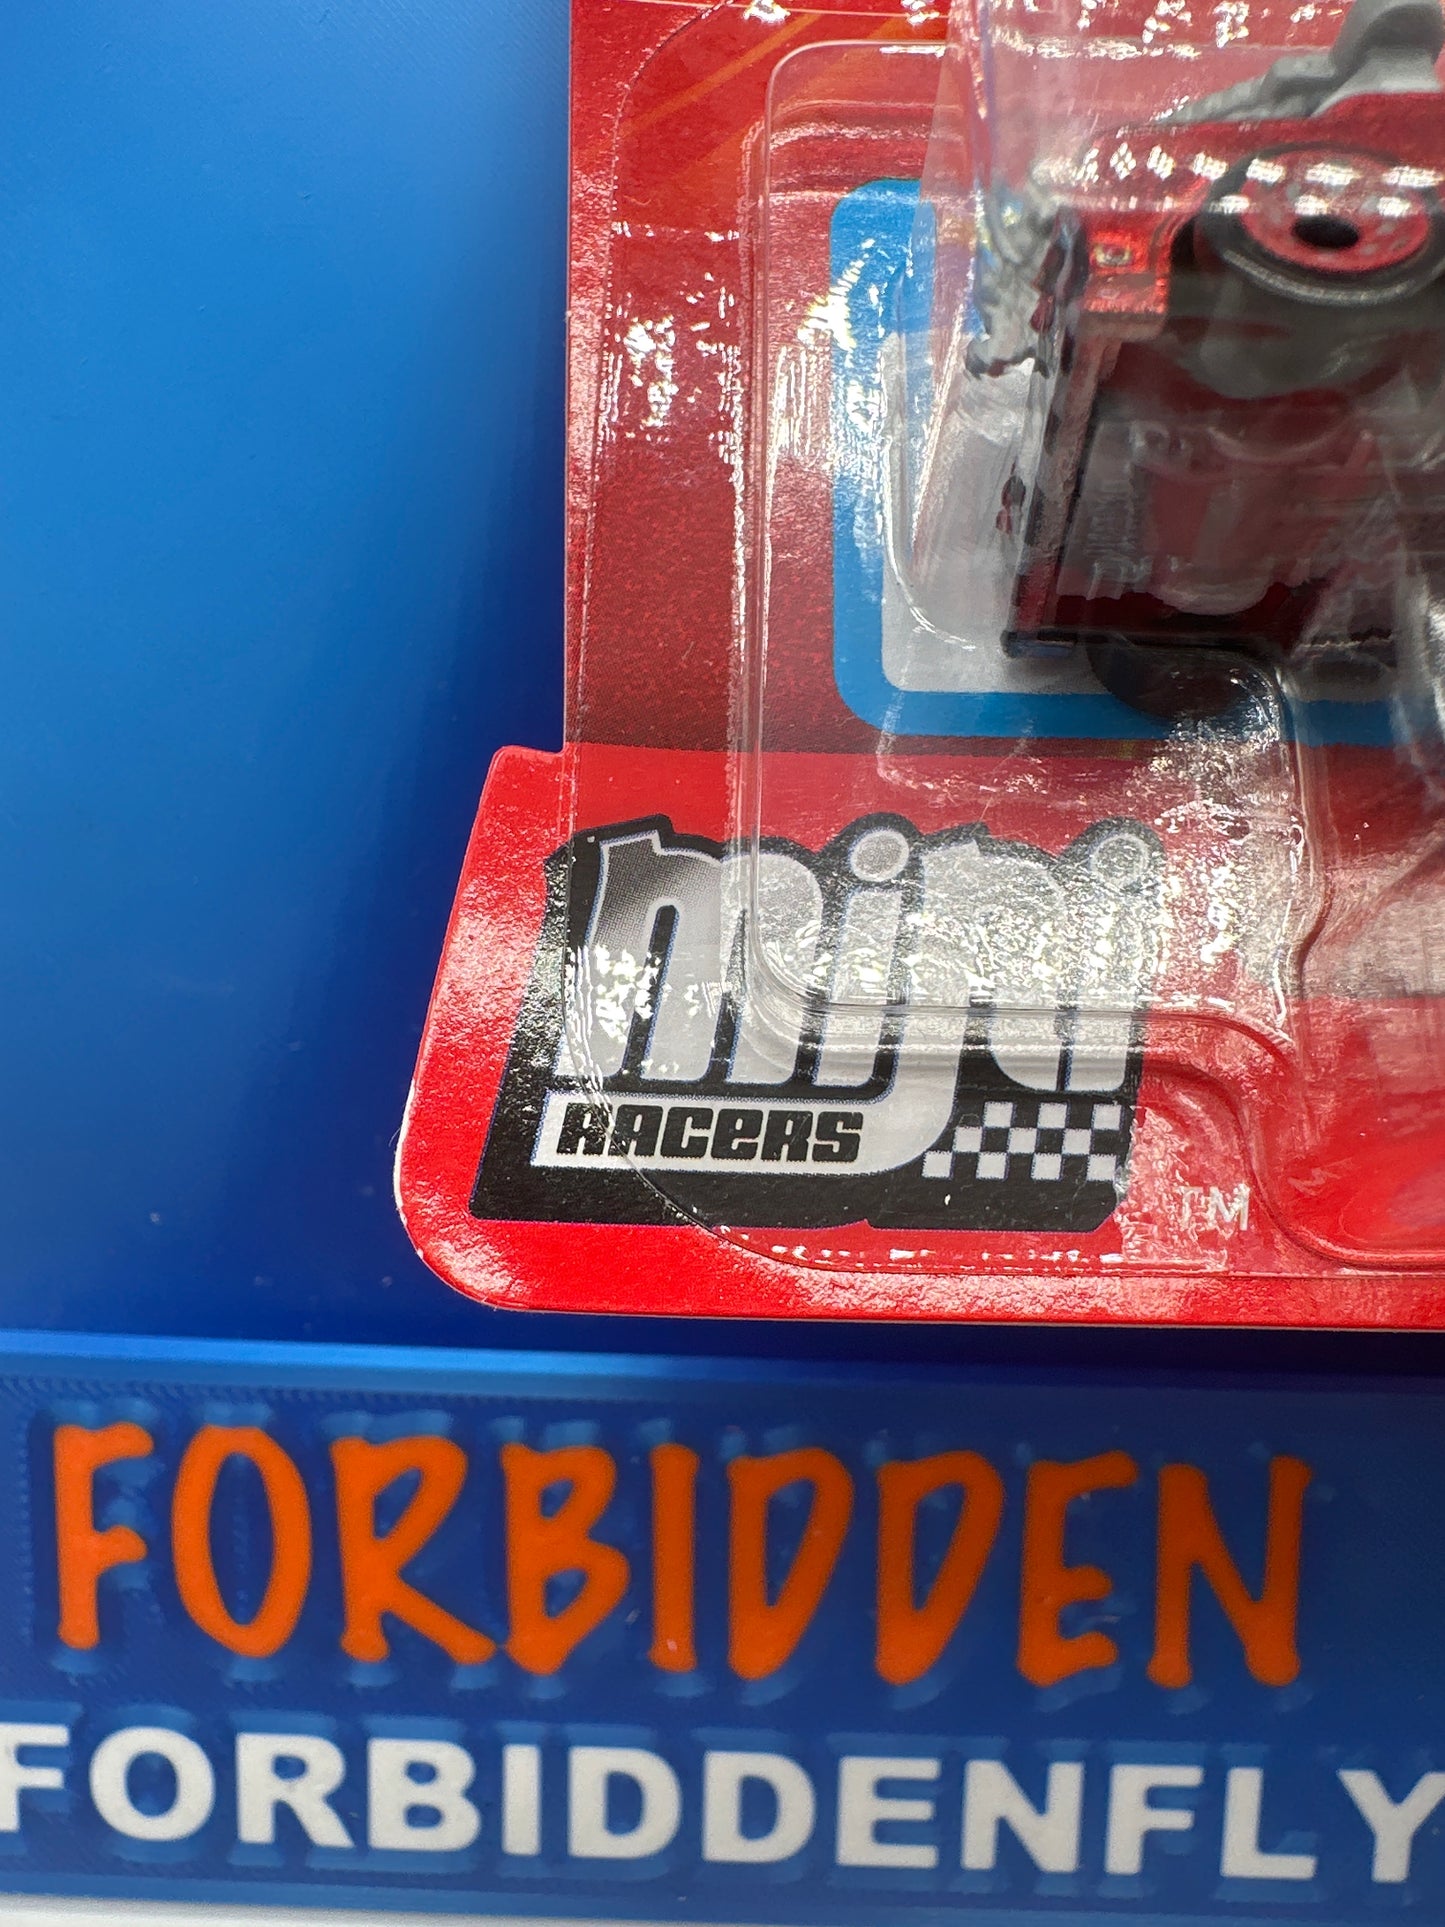 mini
RACERS
TM
FORBIDDEN
FORBIDDENFLY